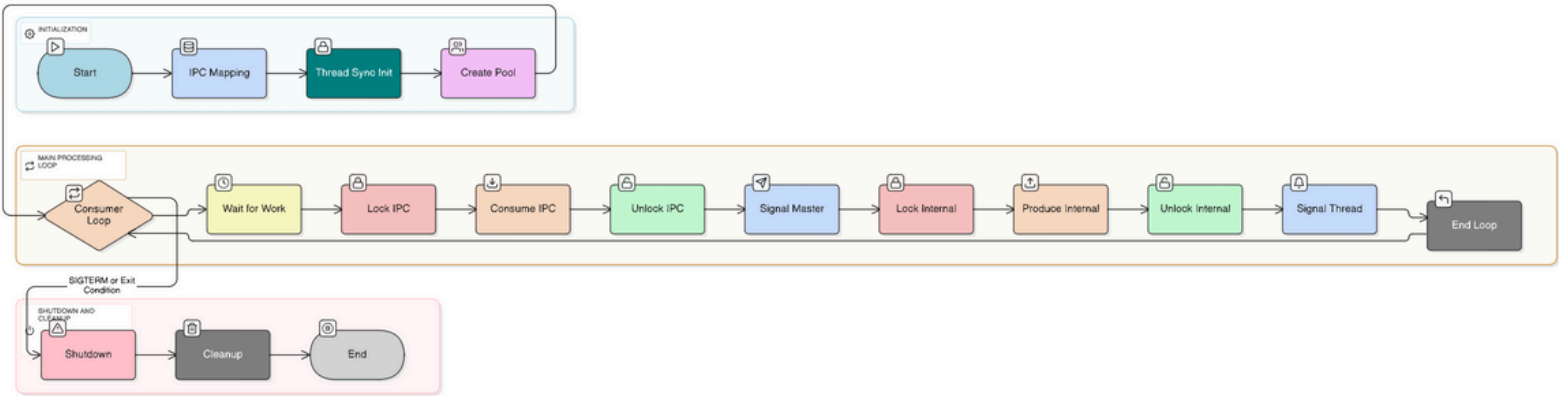 INITIALIZATION
Start
IPC Mapping
Thread Sync Init
Create Pool
MAIN PROCESSING
LOOP
Consumer
Loop
Wait for Work
Lock IPC
Consume IPC
Unlock IPC
Signal Master
Lock Internal
Produce Internal
Unlock Internal
Signal Thread
End Loop
SIGTERM or Exit
Condition
SHUTDOWN AND
CLEANUP
Shutdown
Cleanup
End